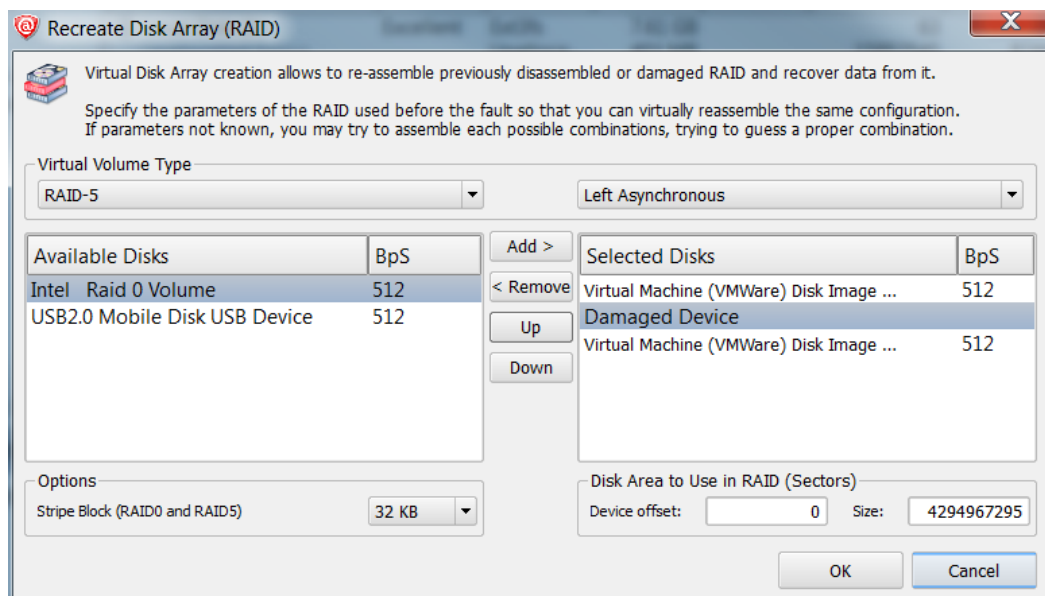 Recreate Disk Array (RAID)
X
Virtual Disk Array creation allows to re-assemble previously disassembled or damaged RAID and recover data from it.
Specify the parameters of the RAID used before the fault so that you can virtually reassemble the same configuration.
If parameters not known, you may try to assemble each possible combinations, trying to guess a proper combination.
Virtual Volume Type
RAID-5
Left Asynchronous
Available Disks BpS
Intel Raid 0 Volume 512
USB2.0 Mobile Disk USB Device 512
Add >
< Remove
Up
Down
Selected Disks BpS
Virtual Machine (VMWare) Disk Image ... 512
Damaged Device
Virtual Machine (VMWare) Disk Image ... 512
Options
Stripe Block (RAID0 and RAID5) 32 KB
Disk Area to Use in RAID (Sectors)
Device offset: 0 Size: 4294967295
OK Cancel